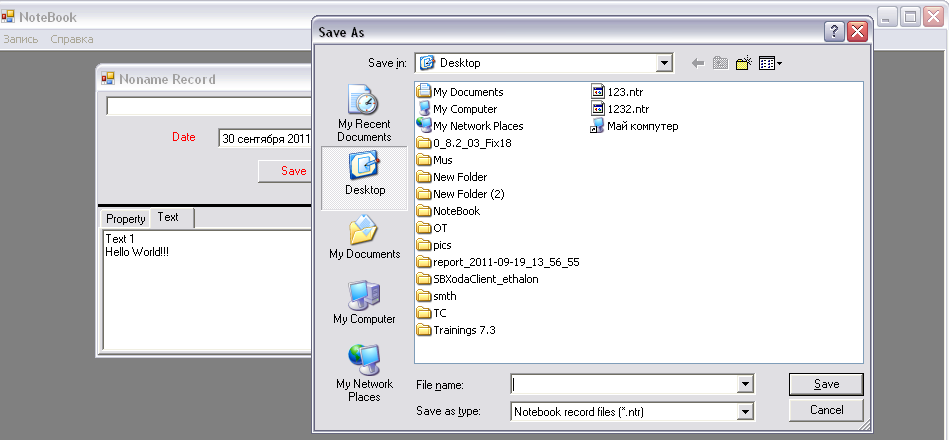 NoteBook
Запись Справка
Noname Record
Date
30 сентября 2011
Save
Property Text
Text 1
Hello World!!!
Save As
Save in:
Desktop
My Recent
Documents
Desktop
My Documents
My Computer
My Network
Places
My Documents
My Computer
My Network Places
0_8.2_03_Fix18
Mus
New Folder
New Folder (2)
NoteBook
OT
pics
report_2011-09-19_13_56_55
SBXodaClient_ethalon
smth
TC
Trainings 7.3
123.ntr
1232.ntr
Май компутер
File name:
Save
Save as type:
Notebook record files (*.ntr)
Cancel